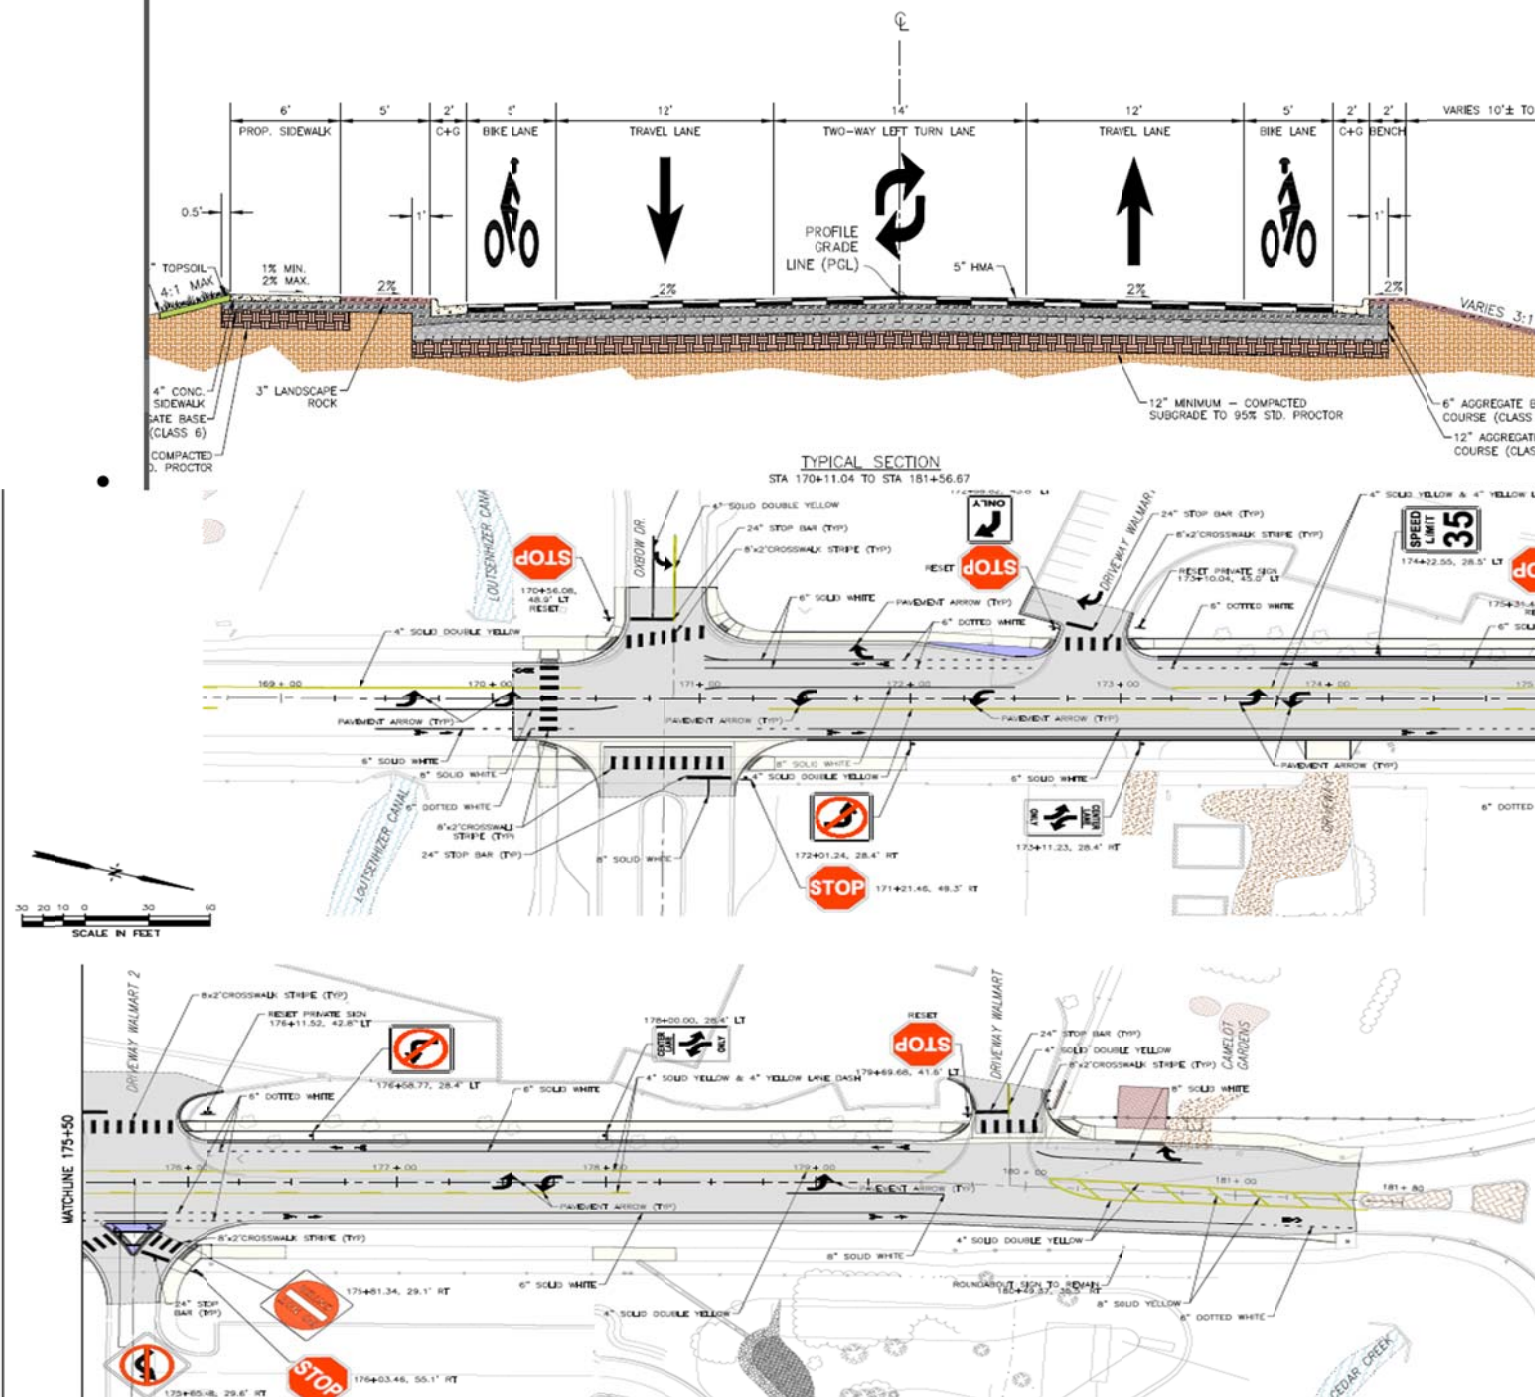 ℄
6' 5' 2' 5' 12' 14' 12' 5' 2' 2' VARIES 10'± TO
PROP. SIDEWALK C+G BIKE LANE TRAVEL LANE TWO-WAY LEFT TURN LANE TRAVEL LANE BIKE LANE C+G BENCH
0.5' 1' 1'
PROFILE
GRADE
LINE (PGL)
5" HMA
" TOPSOIL
4:1 MAX
1% MIN.
2% MAX.
2% 2% 2% 2%
VARIES 3:1
4" CONC.
SIDEWALK
GATE BASE
(CLASS 6)
COMPACTED
D. PROCTOR
3" LANDSCAPE
ROCK
12" MINIMUM – COMPACTED
SUBGRADE TO 95% STD. PROCTOR
6" AGGREGATE B
COURSE (CLASS
12" AGGREGAT
COURSE (CLAS
TYPICAL SECTION
STA 170+11.04 TO STA 181+56.67
LOUTSENHIZER CANA
STOP
170+56.08,
48.9' LT
RESET
OXBOW DR.
4" SOLID DOUBLE YELLOW
24" STOP BAR (TYP)
8'x2'CROSSWALK STRIPE (TYP)
ONLY
RESET
STOP
DRIVEWAY WALMART
24" STOP BAR (TYP)
8'x2'CROSSWALK STRIPE (TYP)
RESET PRIVATE SIGN
173+10.04, 45.0' LT
4" SOLID YELLOW & 4" YELLOW L
SPEED
LIMIT
35
174+22.55, 28.5' LT
6" DOTTED WHITE
4" SOLID DOUBLE YELLOW
6" SOLID WHITE
PAVEMENT ARROW (TYP)
6" DOTTED WHITE
169+00 170+00 171+00 172+00 173+00 174+00 175
PAVEMENT ARROW (TYP)
PAVEMENT ARROW (TYP)
PAVEMENT ARROW (TYP)
6" SOLID WHITE
8" SOLID WHITE
6" DOTTED WHITE
8'x2'CROSSWALK
STRIPE (TYP)
24" STOP BAR (TYP)
8" SOLID WHITE
8" SOLID WHITE
4" SOLID DOUBLE YELLOW
6" SOLID WHITE
PAVEMENT ARROW (TYP)
6" DOTTED
LOUTSENHIZER CANAL
172+01.24, 28.4' RT
STOP
171+21.46, 49.3' RT
CENTER
LANE
ONLY
173+11.23, 28.4' RT
N
30 20 10 0 30 60
SCALE IN FEET
MATCHLINE 175+50
DRIVEWAY WALMART 2
8x2'CROSSWALK STRIPE (TYP)
RESET PRIVATE SIGN
176+11.52, 42.8' LT
6" DOTTED WHITE
176+58.77, 28.4' LT
6" SOLID WHITE
178+00.00, 28.4' LT
CENTER
LANE
ONLY
4" SOLID YELLOW & 4" YELLOW LANE DASH
RESET
STOP
179+69.68, 41.6' LT
DRIVEWAY WALMART
24" STOP BAR (TYP)
4" SOLID DOUBLE YELLOW
8'x2'CROSSWALK STRIPE (TYP)
8" SOLID WHITE
CAMELOT
GARDENS
176+00 177+00 178+00 179+00 180+00 181+00 181+80
PAVEMENT ARROW (TYP)
PAVEMENT ARROW (TYP)
8'x2'CROSSWALK STRIPE (TYP)
24" STOP
BAR (TYP)
175+81.34, 29.1' RT
6" SOLID WHITE
4" SOLID DOUBLE YELLOW
8" SOLID WHITE
4" SOLID DOUBLE YELLOW
ROUNDABOUT SIGN TO REMAIN
8" SOLID YELLOW
6" DOTTED WHITE
STOP
176+03.46, 55.1' RT
CEDAR CREEK